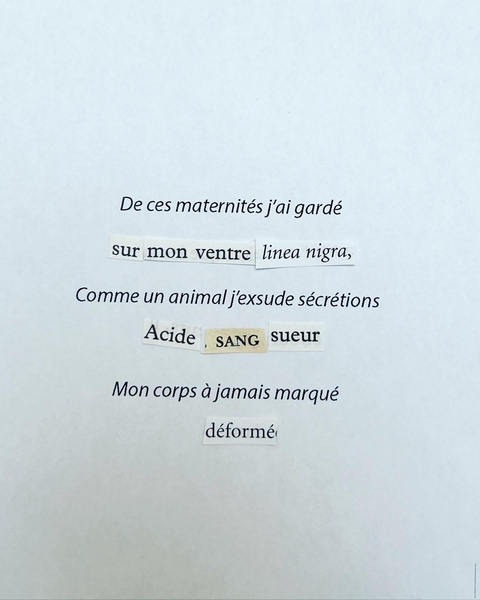 De ces maternités j'ai gardé
sur mon ventre linea nigra,
Comme un animal j'exsude sécrétions
Acide , SANG sueur
Mon corps à jamais marqué
déformé